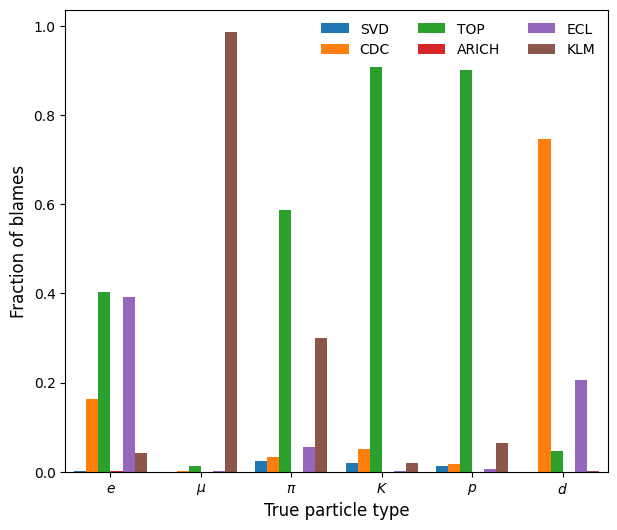 SVD TOP ECL
CDC ARICH KLM
Fraction of blames
1.0
0.8
0.6
0.4
0.2
0.0
e μ π K p d
True particle type